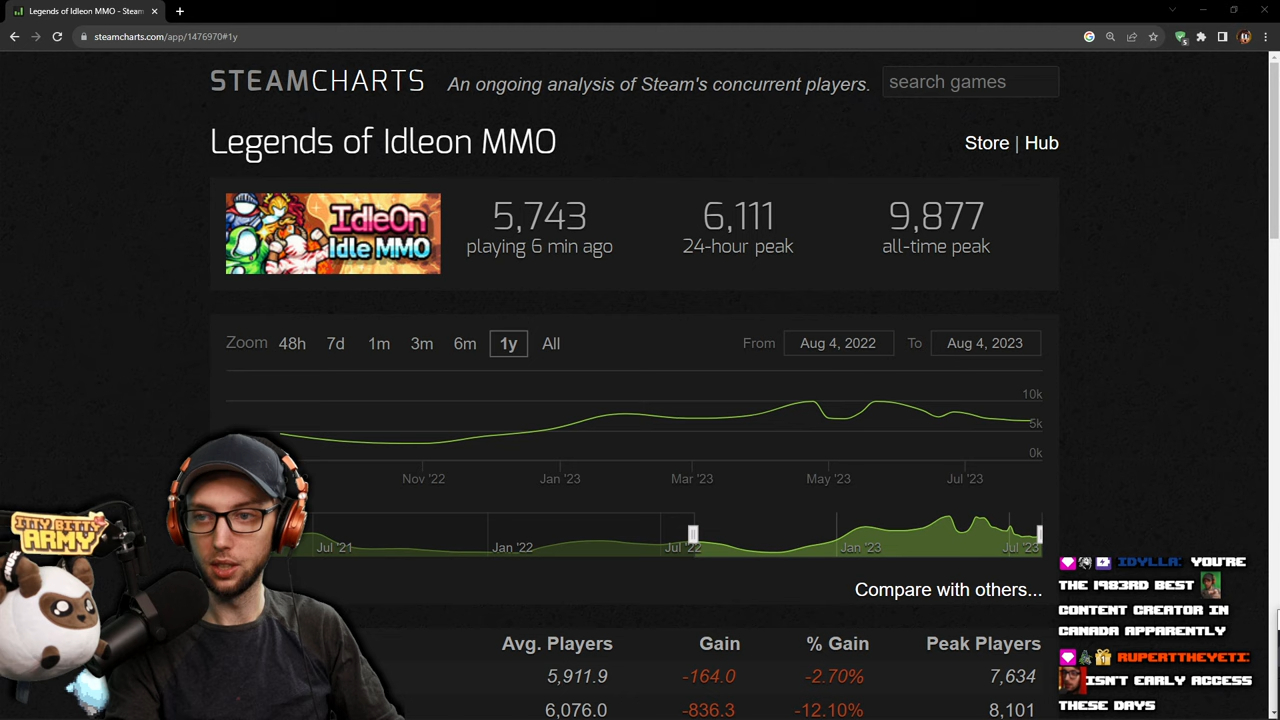 Legends of Idleon MMO - Steam
steamcharts.com/app/1476970#1y
STEAMCHARTS
An ongoing analysis of Steam's concurrent players.
search games
Legends of Idleon MMO
Store | Hub
IdleOn
Idle MMO
5,743
playing 6 min ago
6,111
24-hour peak
9,877
all-time peak
Zoom 48h 7d 1m 3m 6m 1y All
From Aug 4, 2022 To Aug 4, 2023
10k
5k
0k
Nov '22 Jan '23 Mar '23 May '23 Jul '23
Jul '21 Jan '22 Jul '22 Jan '23 Jul '23
Compare with others...
Avg. Players Gain % Gain Peak Players
5,911.9 -164.0 -2.70% 7,634
6,076.0 -836.3 -12.10% 8,101
ITTY BITTY
ARMY
IDYLLA: YOU'RE
THE 1983RD BEST
CONTENT CREATOR IN
CANADA APPARENTLY
RUPERTTHEYETI:
ISN'T EARLY ACCESS
THESE DAYS